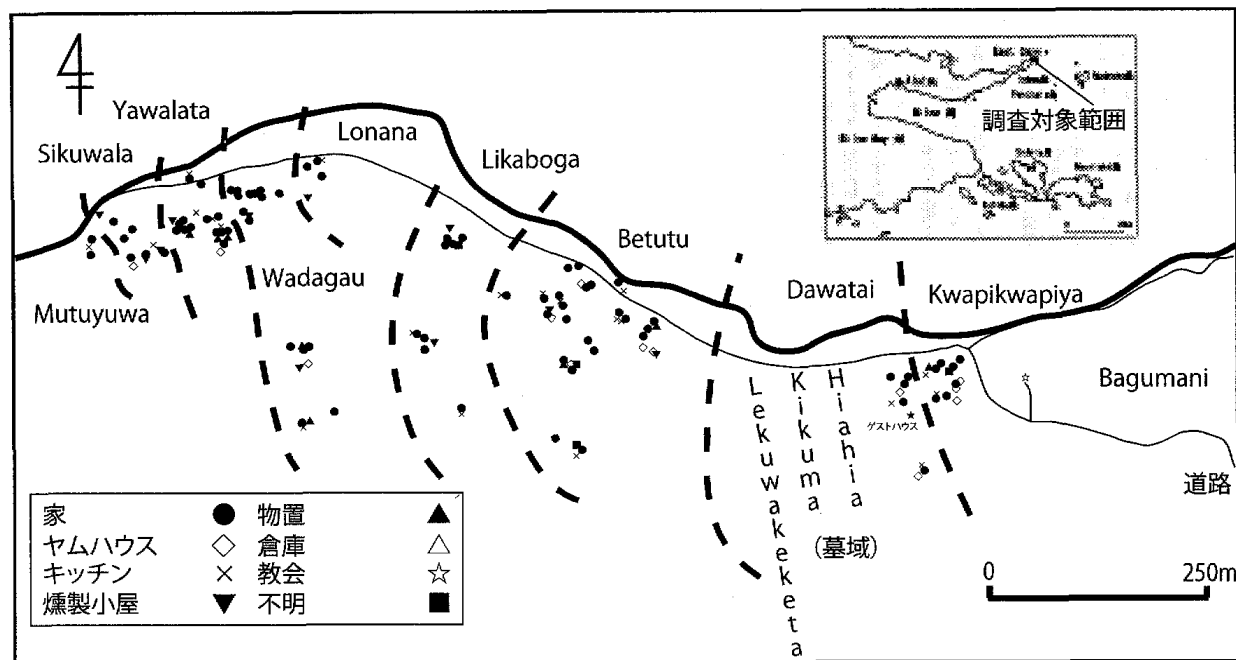 Yawalata
Sikuwala
Lonana
Likaboga
調査対象範囲
Betutu
Wadagau
Mutuyuwa
Dawatai
Kwapikwapiya
Bagumani
Lekuwakeketa
Kikuma
Hiahia
ゲストハウス
(墓域)
道路
家 物置
ヤムハウス 倉庫
キッチン 教会
燻製小屋 不明
0 250m